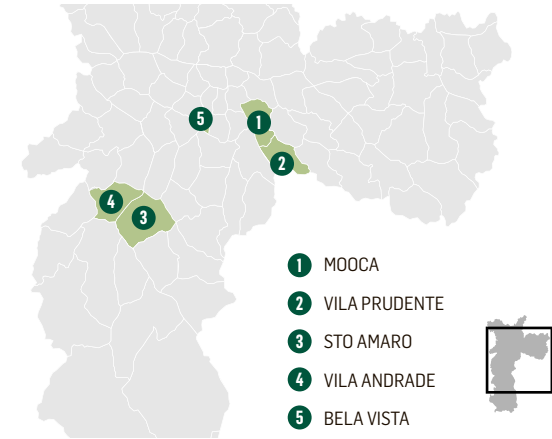 5
1
2
4
3
1 MOOCA
2 VILA PRUDENTE
3 STO AMARO
4 VILA ANDRADE
5 BELA VISTA